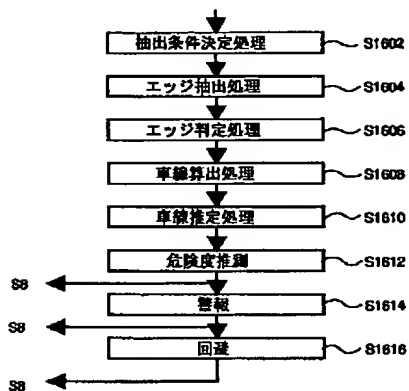 抽出条件決定処理 S1602
エッジ抽出処理 S1604
エッジ判定処理 S1606
車線算出処理 S1608
車線推定処理 S1610
危険度推測 S1612
S8
警報 S1614
S8
回避 S1616
S8